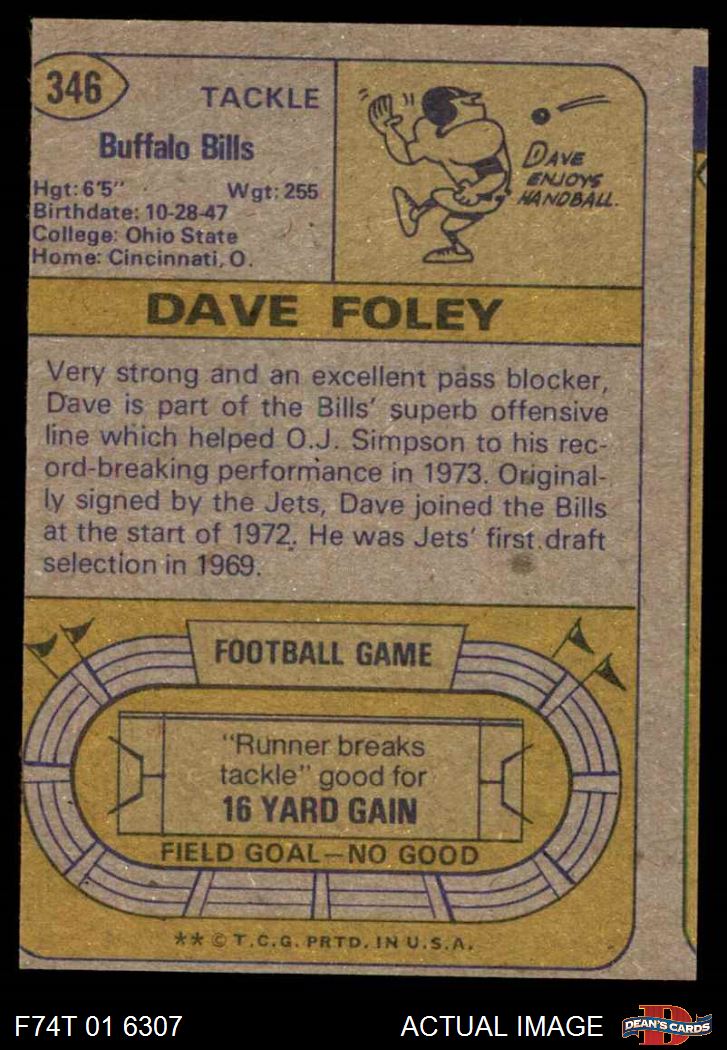 346
TACKLE
Buffalo Bills
Hgt: 6'5" Wgt: 255
Birthdate: 10-28-47
College: Ohio State
Home: Cincinnati, O.
DAVE
ENJOYS
HANDBALL.
DAVE FOLEY
Very strong and an excellent pass blocker,
Dave is part of the Bills' superb offensive
line which helped O.J. Simpson to his rec-
ord-breaking performance in 1973. Original-
ly signed by the Jets, Dave joined the Bills
at the start of 1972. He was Jets' first draft
selection in 1969.
FOOTBALL GAME
"Runner breaks
tackle" good for
16 YARD GAIN
FIELD GOAL—NO GOOD
** © T.C.G. PRTD. IN U.S.A.
F74T 01 6307 ACTUAL IMAGE
D
DEAN'S CARDS